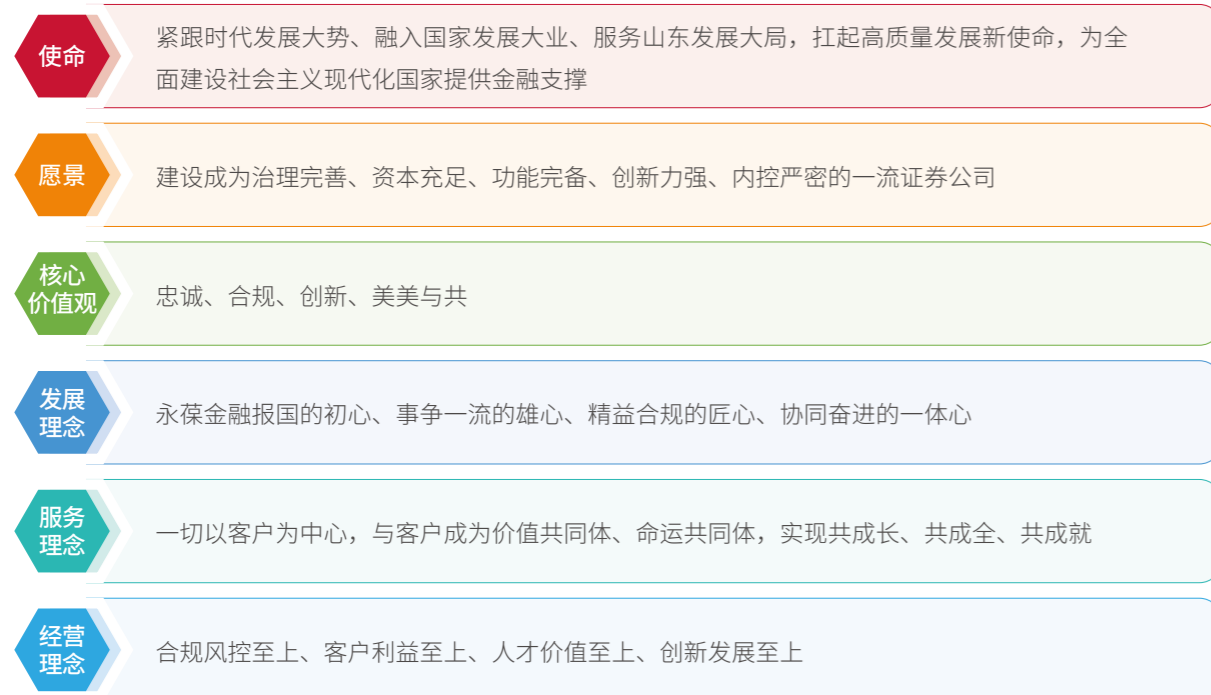 使命
紧跟时代发展大势、融入国家发展大业、服务山东发展大局，扛起高质量发展新使命，为全
面建设社会主义现代化国家提供金融支撑
愿景
建设成为治理完善、资本充足、功能完备、创新力强、内控严密的一流证券公司
核心
价值观
忠诚、合规、创新、美美与共
发展
理念
永葆金融报国的初心、事争一流的雄心、精益合规的匠心、协同奋进的一体心
服务
理念
一切以客户为中心，与客户成为价值共同体、命运共同体，实现共成长、共成全、共成就
经营
理念
合规风控至上、客户利益至上、人才价值至上、创新发展至上